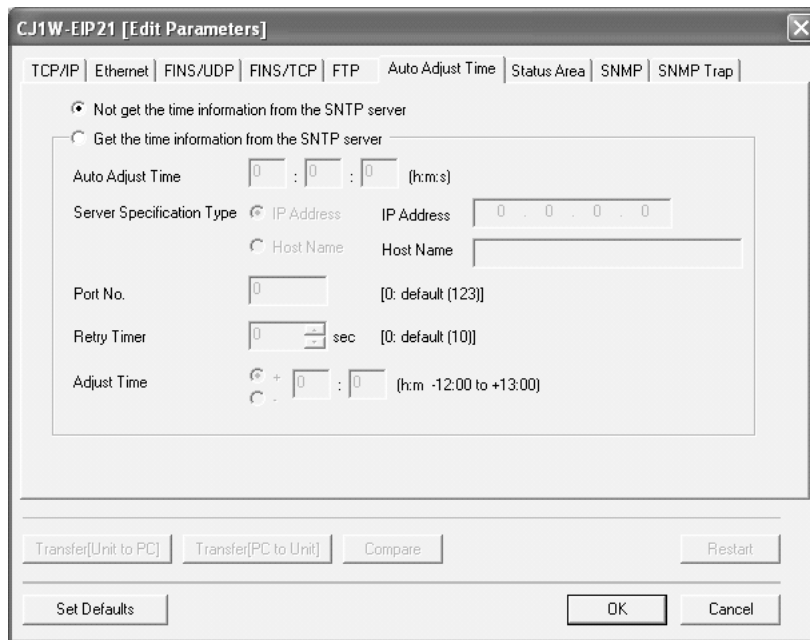 CJ1W-EIP21 [Edit Parameters]
TCP/IP Ethernet FINS/UDP FINS/TCP FTP Auto Adjust Time Status Area SNMP SNMP Trap
Not get the time information from the SNTP server
Get the time information from the SNTP server
Auto Adjust Time 0 : 0 : 0 (h:m:s)
Server Specification Type IP Address IP Address 0 . 0 . 0 . 0
Host Name Host Name
Port No. 0 [0: default (123)]
Retry Timer 0 sec [0: default (10)]
Adjust Time + 0 : 0 (h:m -12:00 to +13:00)
-
Transfer[Unit to PC] Transfer[PC to Unit] Compare Restart
Set Defaults OK Cancel